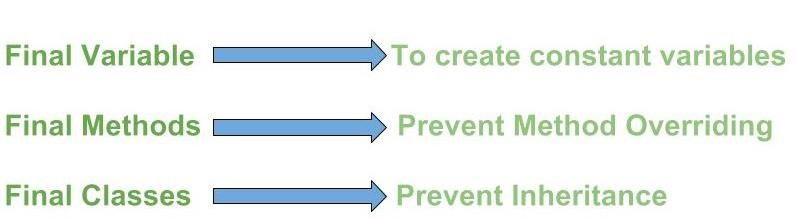 Final Variable To create constant variables
Final Methods Prevent Method Overriding
Final Classes Prevent Inheritance